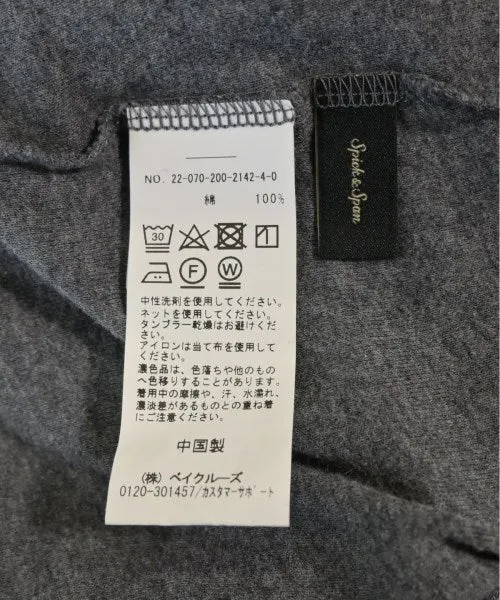 NO. 22-070-200-2142-4-0
綿 100%
30
F
W
中性洗剤を使用してください。
ネットを使用してください。
タンブラー乾燥はお避けくだ
さい。
アイロンは当て布を使用して
ください。
濃色品は、色落ちや他のもの
へ色移りすることがあります。
着用中の摩擦や、汗、水濡れ、
濃淡差があるものとの重ね着
にご注意ください。
中国製
(株) ベイクルーズ
0120-301457/カスタマーサポート
Spick&Span